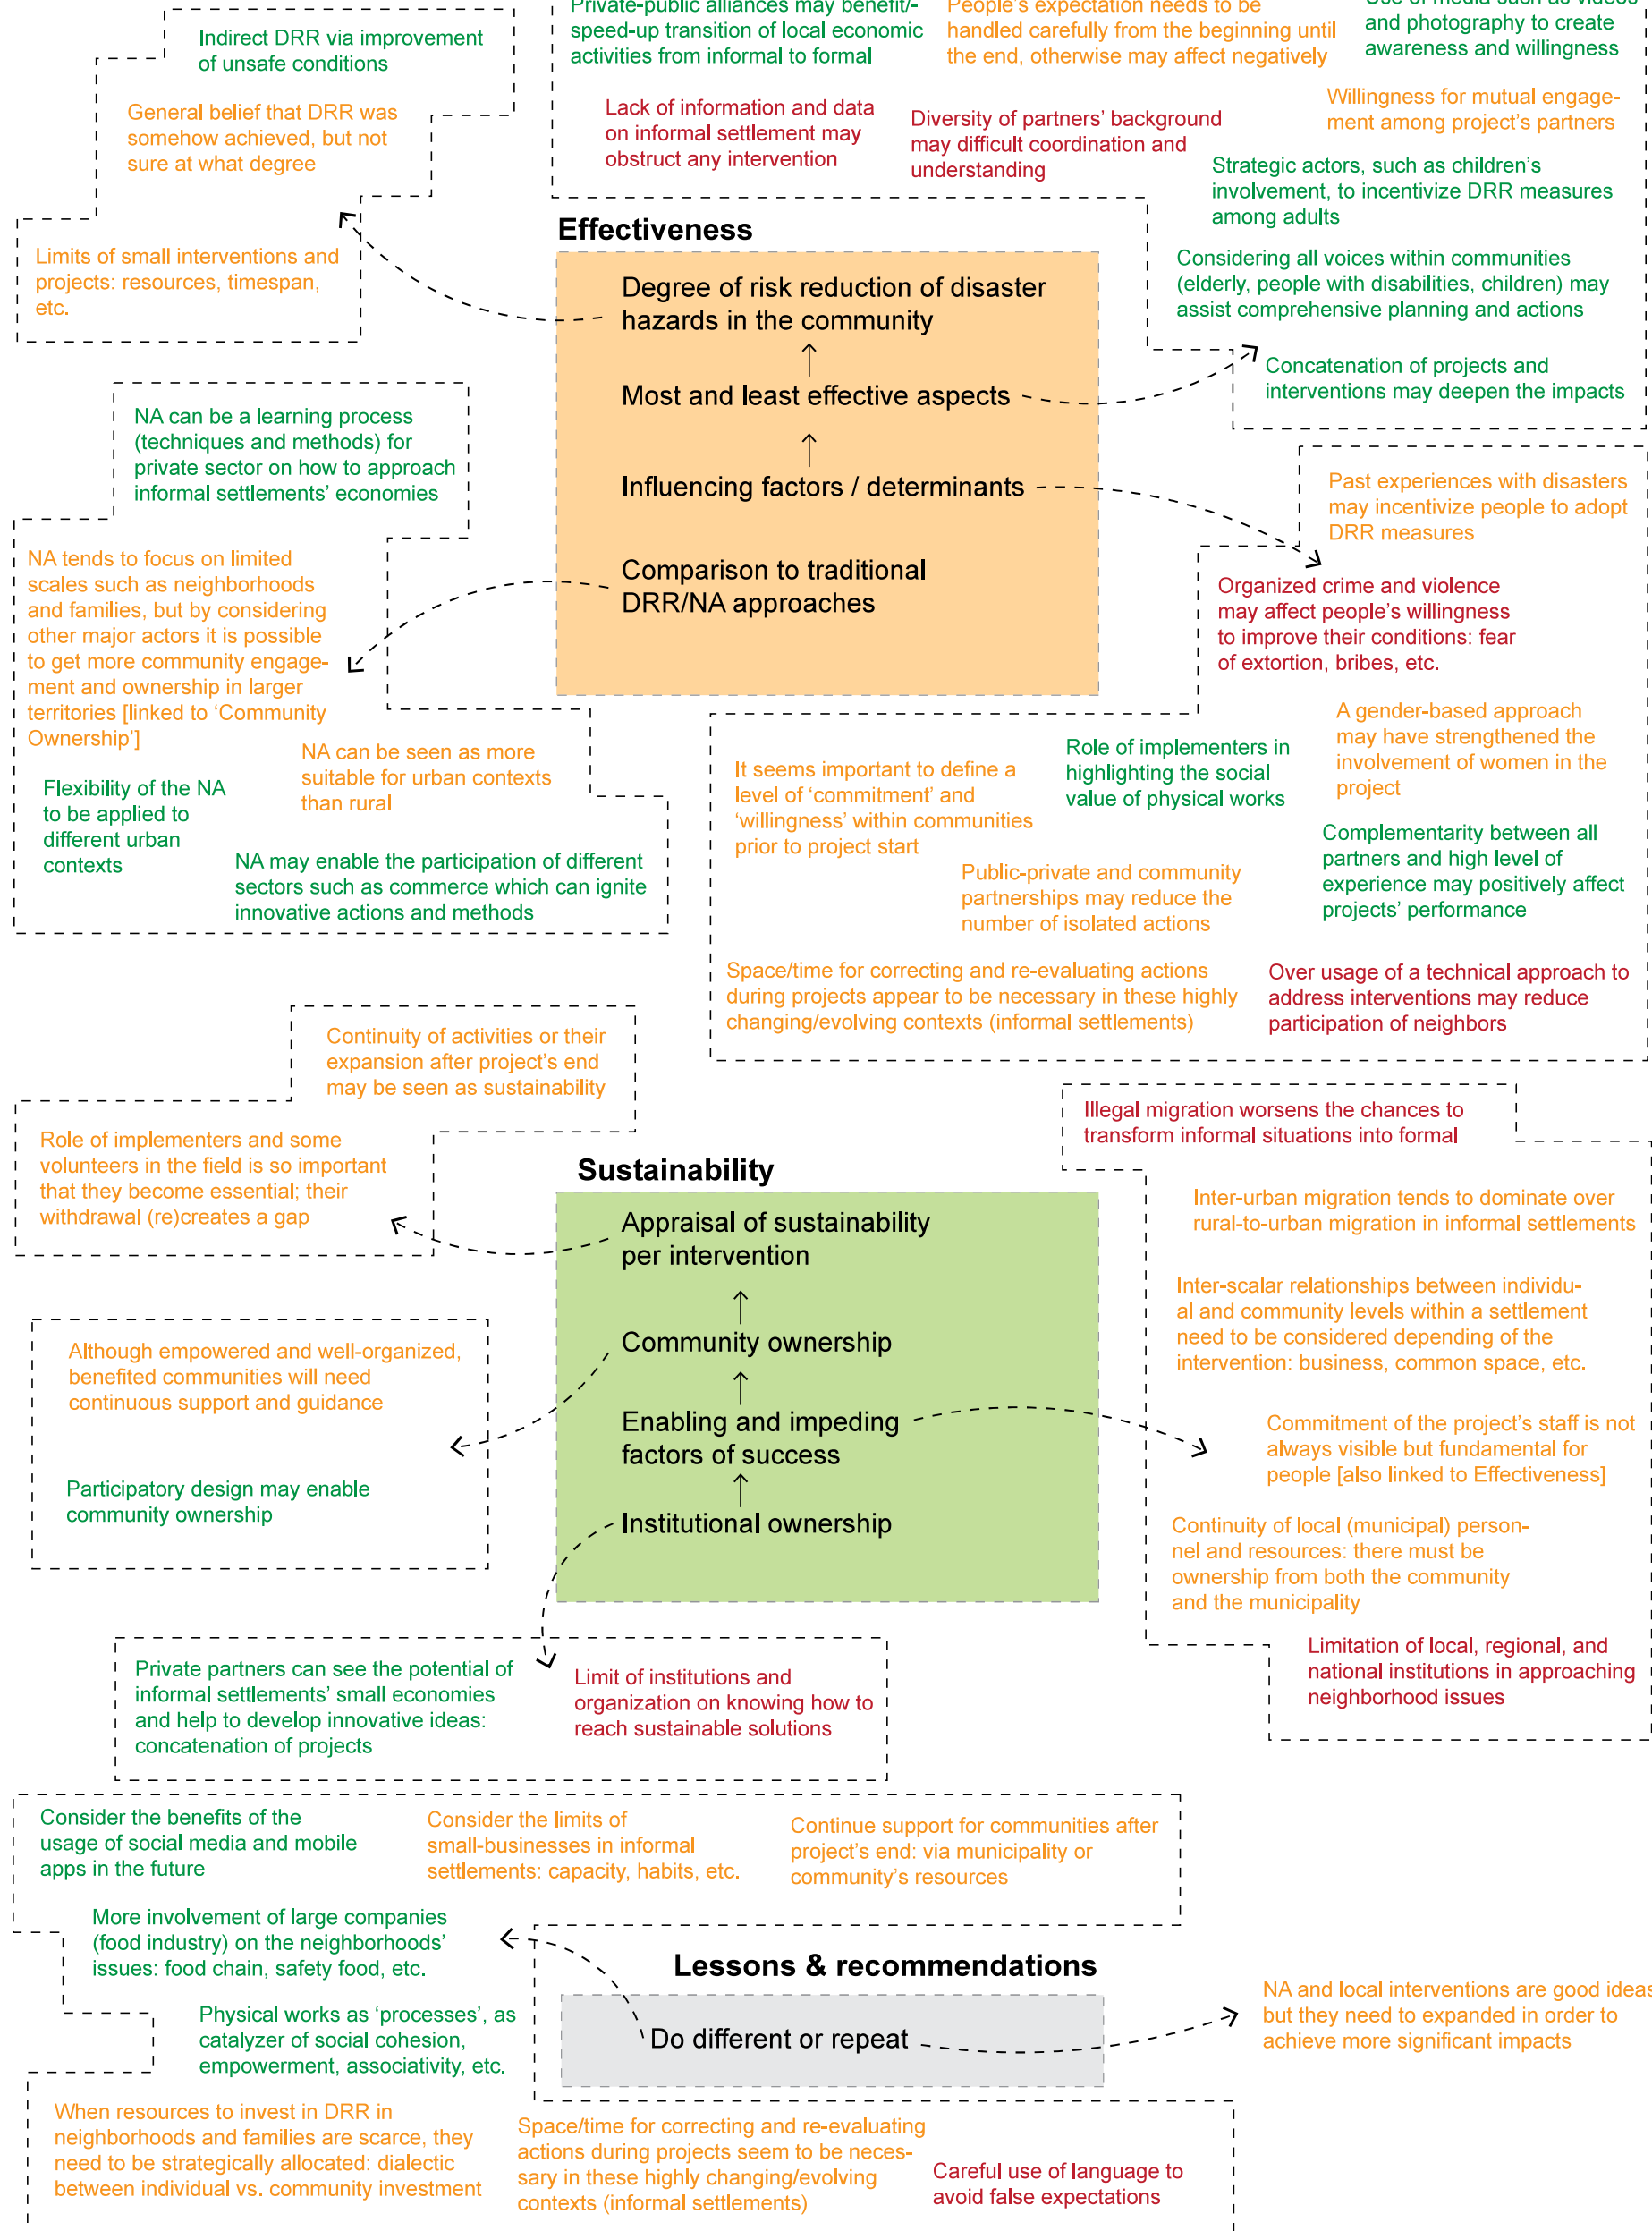 Private-public alliances may benefit/-
speed-up transition of local economic
activities from informal to formal
People's expectation needs to be
handled carefully from the beginning until
the end, otherwise may affect negatively
Use of media such as videos
and photography to create
awareness and willingness
Indirect DRR via improvement
of unsafe conditions
General belief that DRR was
somehow achieved, but not
sure at what degree
Limits of small interventions and
projects: resources, timespan,
etc.
Lack of information and data
on informal settlement may
obstruct any intervention
Diversity of partners' background
may difficult coordination and
understanding
Willingness for mutual engage-
ment among project's partners
Strategic actors, such as children's
involvement, to incentivize DRR measures
among adults
Considering all voices within communities
(elderly, people with disabilities, children) may
assist comprehensive planning and actions
Concatenation of projects and
interventions may deepen the impacts
Effectiveness
Degree of risk reduction of disaster
hazards in the community
Most and least effective aspects
Influencing factors / determinants
Comparison to traditional
DRR/NA approaches
NA can be a learning process
(techniques and methods) for
private sector on how to approach
informal settlements' economies
NA tends to focus on limited
scales such as neighborhoods
and families, but by considering
other major actors it is possible
to get more community engage-
ment and ownership in larger
territories [linked to 'Community
Ownership']
NA can be seen as more
suitable for urban contexts
than rural
Flexibility of the NA
to be applied to
different urban
contexts
NA may enable the participation of different
sectors such as commerce which can ignite
innovative actions and methods
Past experiences with disasters
may incentivize people to adopt
DRR measures
Organized crime and violence
may affect people's willingness
to improve their conditions: fear
of extortion, bribes, etc.
A gender-based approach
may have strengthened the
involvement of women in the
project
Role of implementers in
highlighting the social
value of physical works
It seems important to define a
level of 'commitment' and
'willingness' within communities
prior to project start
Complementarity between all
partners and high level of
experience may positively affect
projects' performance
Public-private and community
partnerships may reduce the
number of isolated actions
Space/time for correcting and re-evaluating actions
during projects appear to be necessary in these highly
changing/evolving contexts (informal settlements)
Over usage of a technical approach to
address interventions may reduce
participation of neighbors
Continuity of activities or their
expansion after project's end
may be seen as sustainability
Role of implementers and some
volunteers in the field is so important
that they become essential; their
withdrawal (re)creates a gap
Sustainability
Appraisal of sustainability
per intervention
Community ownership
Enabling and impeding
factors of success
Institutional ownership
Although empowered and well-organized,
benefited communities will need
continuous support and guidance
Participatory design may enable
community ownership
Illegal migration worsens the chances to
transform informal situations into formal
Inter-urban migration tends to dominate over
rural-to-urban migration in informal settlements
Inter-scalar relationships between individu-
al and community levels within a settlement
need to be considered depending of the
intervention: business, common space, etc.
Commitment of the project's staff is not
always visible but fundamental for
people [also linked to Effectiveness]
Continuity of local (municipal) person-
nel and resources: there must be
ownership from both the community
and the municipality
Limitation of local, regional, and
national institutions in approaching
neighborhood issues
Private partners can see the potential of
informal settlements' small economies
and help to develop innovative ideas:
concatenation of projects
Limit of institutions and
organization on knowing how to
reach sustainable solutions
Consider the benefits of the
usage of social media and mobile
apps in the future
Consider the limits of
small-businesses in informal
settlements: capacity, habits, etc.
Continue support for communities after
project's end: via municipality or
community's resources
More involvement of large companies
(food industry) on the neighborhoods'
issues: food chain, safety food, etc.
Lessons & recommendations
Do different or repeat
NA and local interventions are good ideas
but they need to expanded in order to
achieve more significant impacts
Physical works as 'processes', as
catalyzer of social cohesion,
empowerment, associativity, etc.
When resources to invest in DRR in
neighborhoods and families are scarce, they
need to be strategically allocated: dialectic
between individual vs. community investment
Space/time for correcting and re-evaluating
actions during projects seem to be neces-
sary in these highly changing/evolving
contexts (informal settlements)
Careful use of language to
avoid false expectations